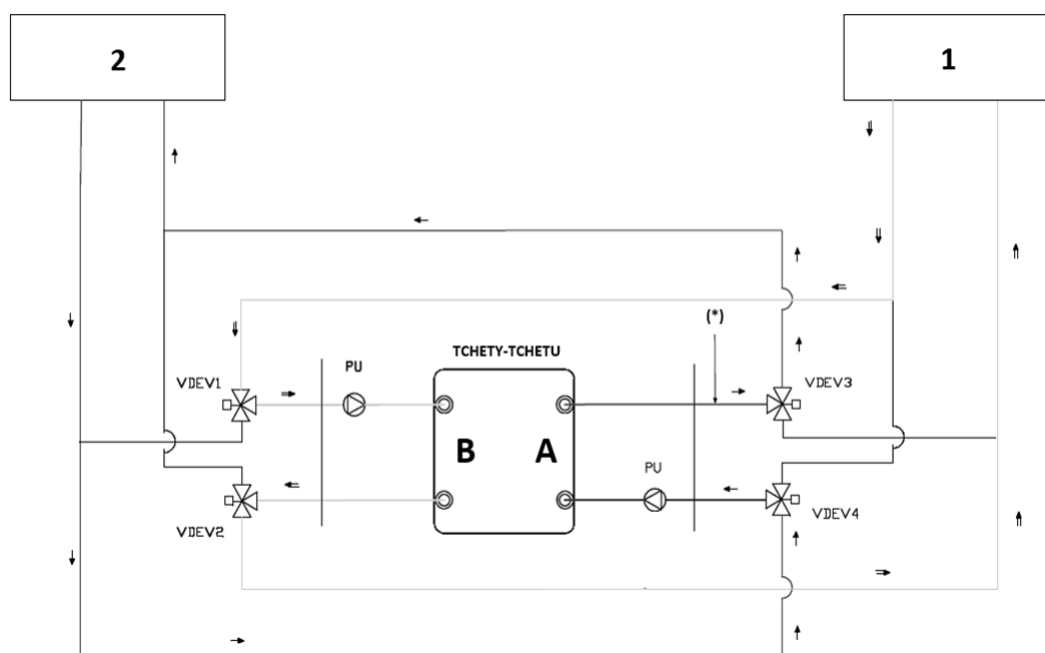 2
1
(*)
TCHETY-TCHETU
PU
VDEV1
VDEV3
B
A
PU
VDEV2
VDEV4